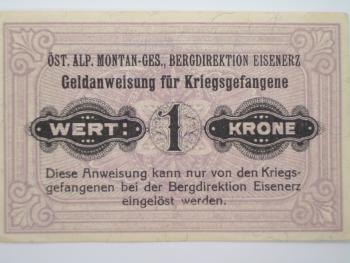 ÖST. ALP. MONTAN-GES., BERGDIREKTION EISENERZ
Geldanweisung für Kriegsgefangene
WERT: 1 KRONE
Diese Anweisung kann nur von den Kriegs-
gefangenen bei der Bergdirektion Eisenerz
eingelöst werden.